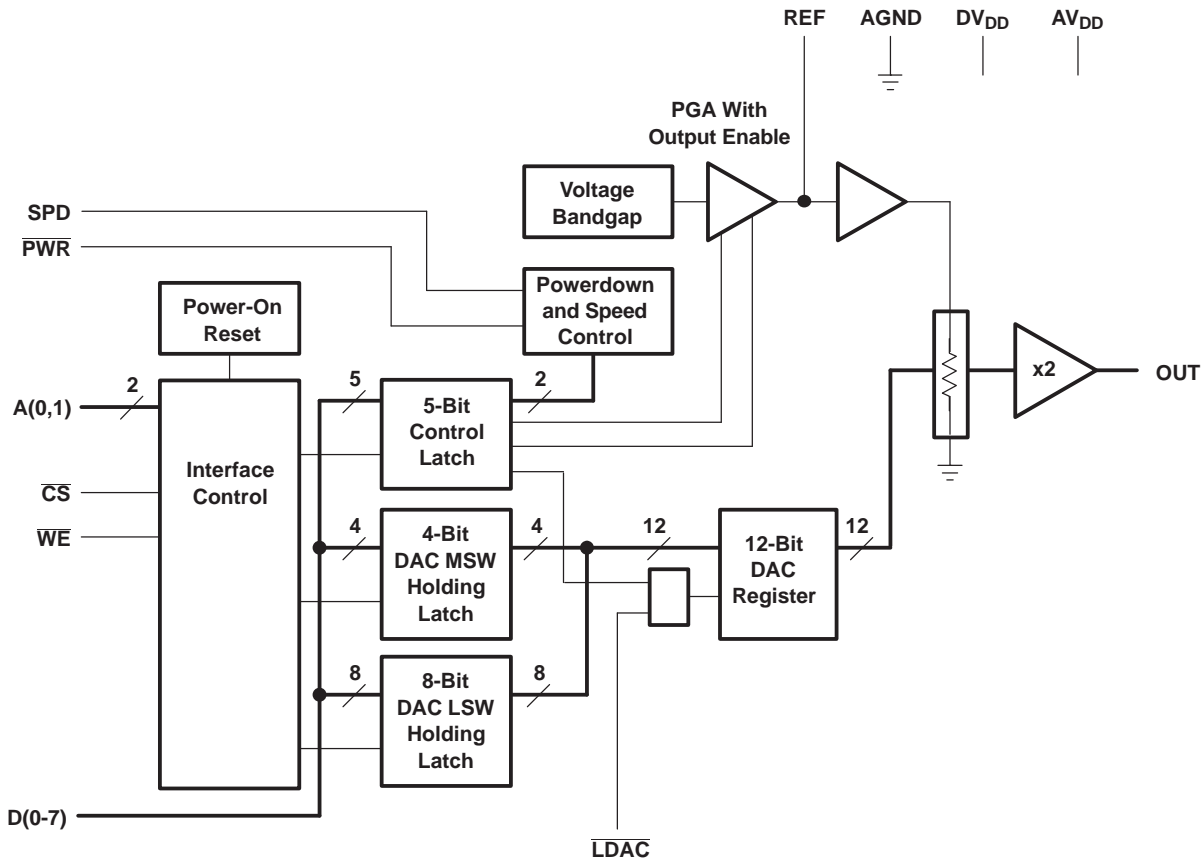 REF AGND DVDD AVDD
PGA With
Output Enable
Voltage
Bandgap
SPD
PWR
Powerdown
and Speed
Control
Power-On
Reset
2
5
2
x2
OUT
A(0,1)
5-Bit
Control
Latch
Interface
Control
CS
WE
4
4-Bit
DAC MSW
Holding
Latch
4
12
12-Bit
DAC
Register
12
8
8-Bit
DAC LSW
Holding
Latch
8
D(0-7)
LDAC